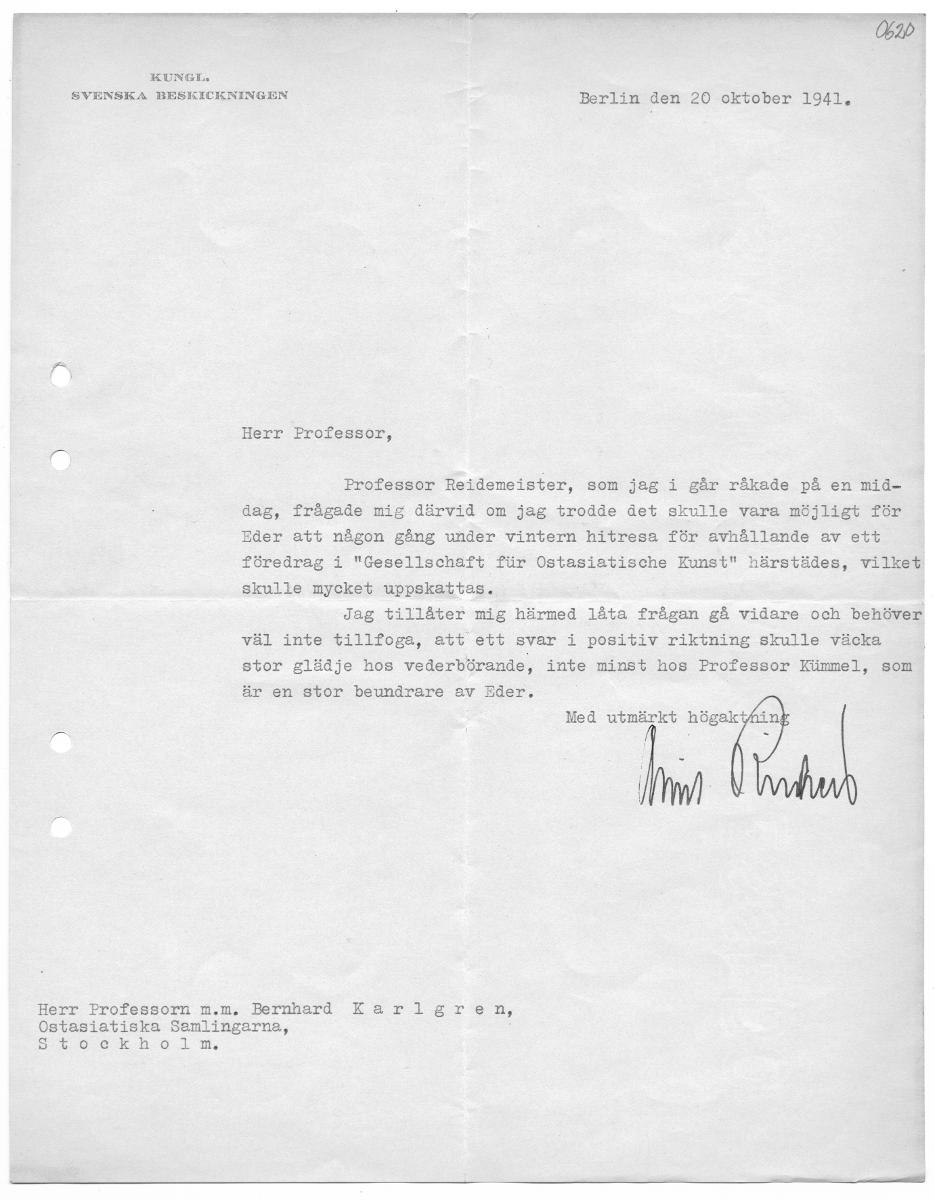 0620
KUNGL.
SVENSKA BESKICKNINGEN
Berlin den 20 oktober 1941.
Herr Professor,
Professor Reidemeister, som jag i går råkade på en mid-
dag, frågade mig därvid om jag trodde det skulle vara möjligt för
Eder att någon gång under vintern hitresa för avhållande av ett
föredrag i "Gesellschaft für Ostasiatische Kunst" härstädes, vilket
skulle mycket uppskattas.
Jag tillåter mig härmed låta frågan gå vidare och behöver
väl inte tillfoga, att ett svar i positiv riktning skulle väcka
stor glädje hos vederbörande, inte minst hos Professor Kümmel, som
är en stor beundrare av Eder.
Med utmärkt högaktning
Herr Professorn m.m. Bernhard K a r l g r e n,
Ostasiatiska Samlingarna,
S t o c k h o l m.